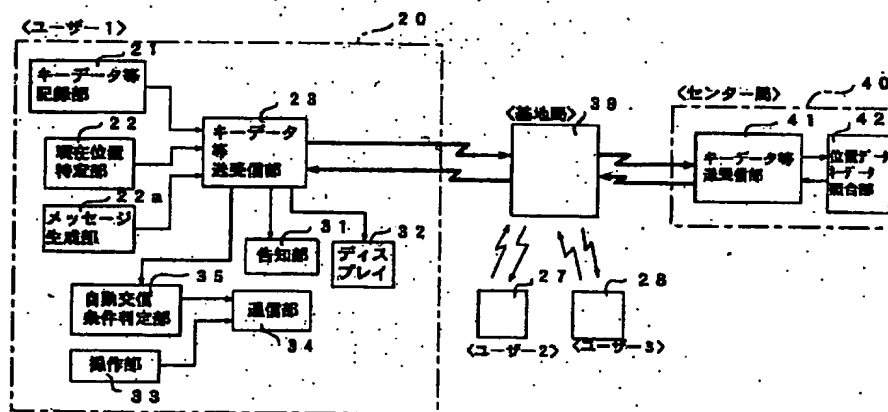 <ユーザー1>
20
21
キーデータ等
記録部
22
現在位置
特定部
22a
メッセージ
生成部
23
キーデータ
等
送受信部
31
告知部
32
ディス
プレイ
35
自動交信
条件判定部
通信部
34
操作部
33
<基地局>
39
27
<ユーザー2>
28
<ユーザー3>
<センター局>
40
41
キーデータ等
送受信部
42
位置データ
キーデータ
照合部